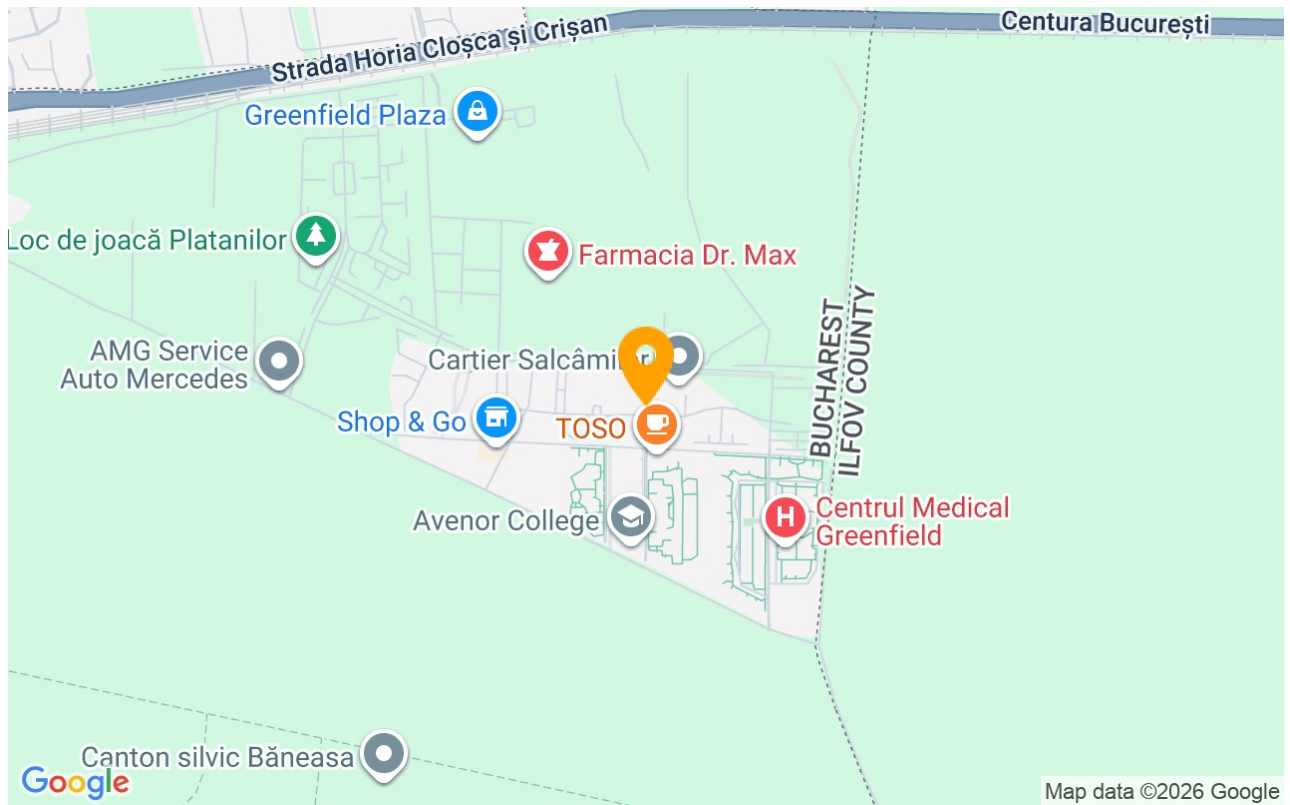 Centura București
Strada Horia Cloșca și Crișan
Greenfield Plaza
Loc de joacă Platanilor
Farmacia Dr. Max
BUCHAREST
ILFOV COUNTY
AMG Service
Auto Mercedes
Cartier Salcâmilor
Shop & Go
TOSO
Avenor College
H
Centrul Medical
Greenfield
Canton silvic Băneasa
Google
Map data ©2026 Google